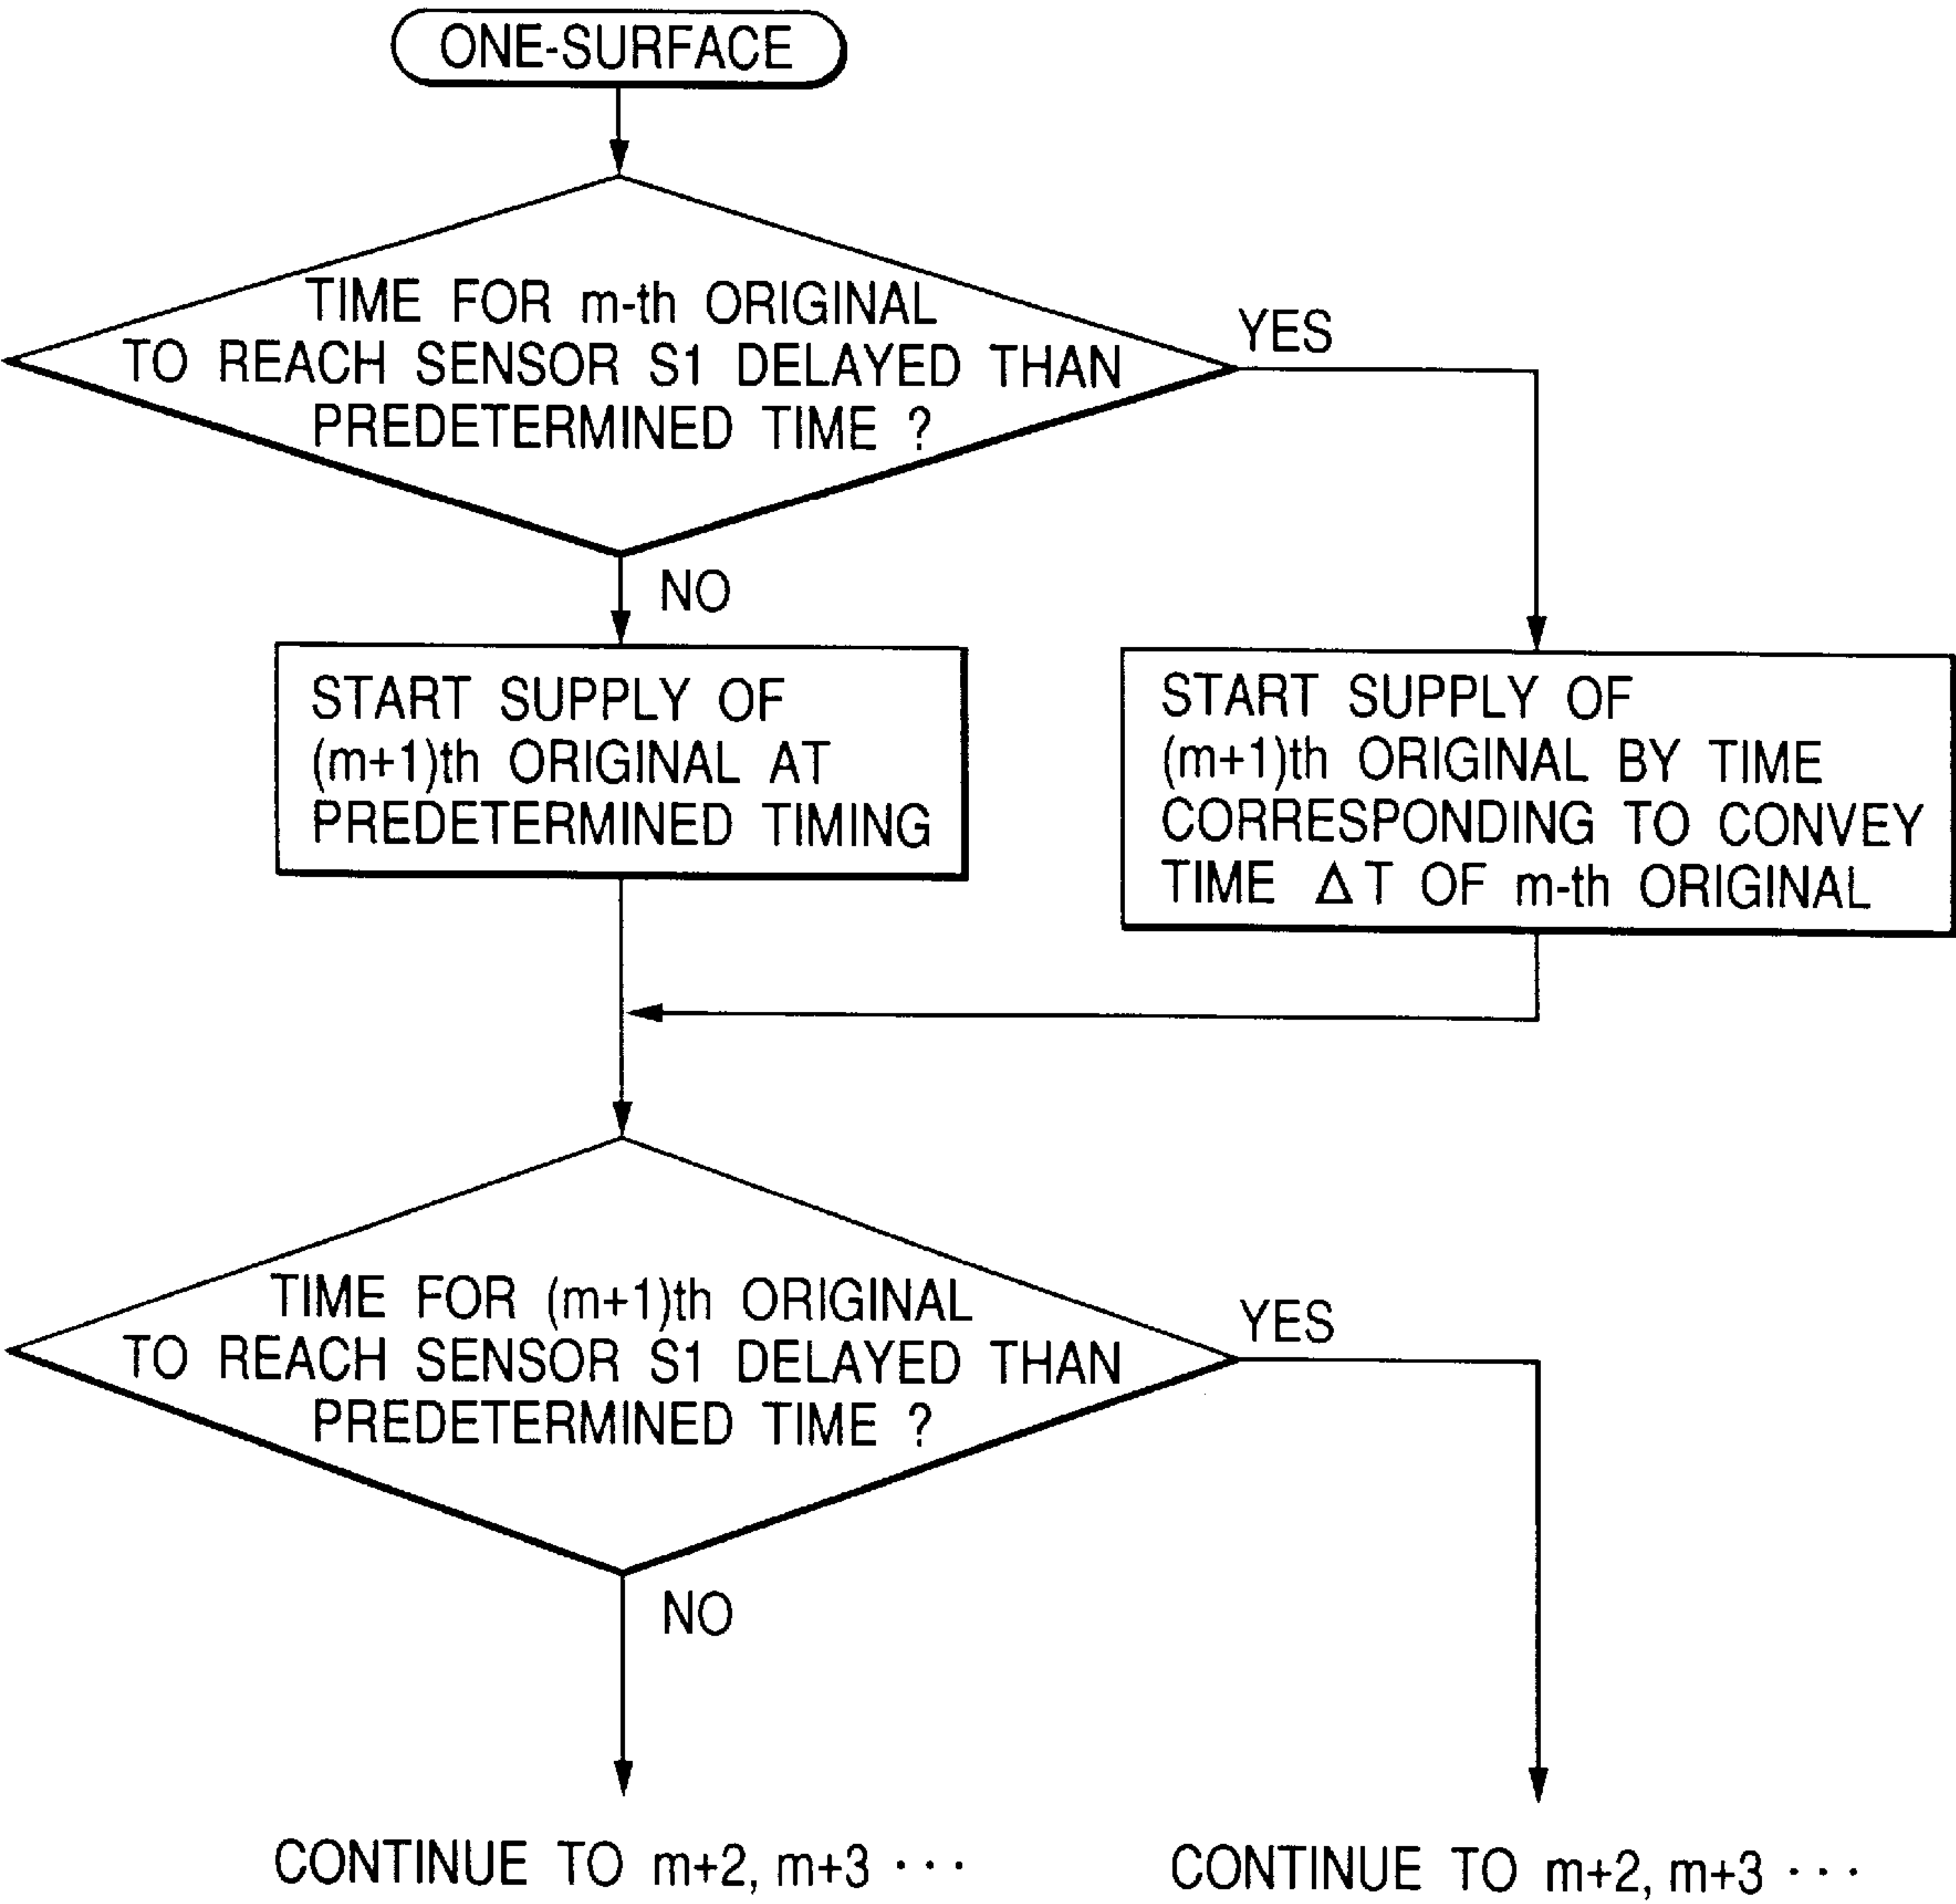 ONE-SURFACE
TIME FOR m-th ORIGINAL
TO REACH SENSOR S1 DELAYED THAN
PREDETERMINED TIME ?
YES
NO
START SUPPLY OF
(m+1)th ORIGINAL AT
PREDETERMINED TIMING
START SUPPLY OF
(m+1)th ORIGINAL BY TIME
CORRESPONDING TO CONVEY
TIME ΔT OF m-th ORIGINAL
TIME FOR (m+1)th ORIGINAL
TO REACH SENSOR S1 DELAYED THAN
PREDETERMINED TIME ?
YES
NO
CONTINUE TO m+2, m+3 ···
CONTINUE TO m+2, m+3 ···